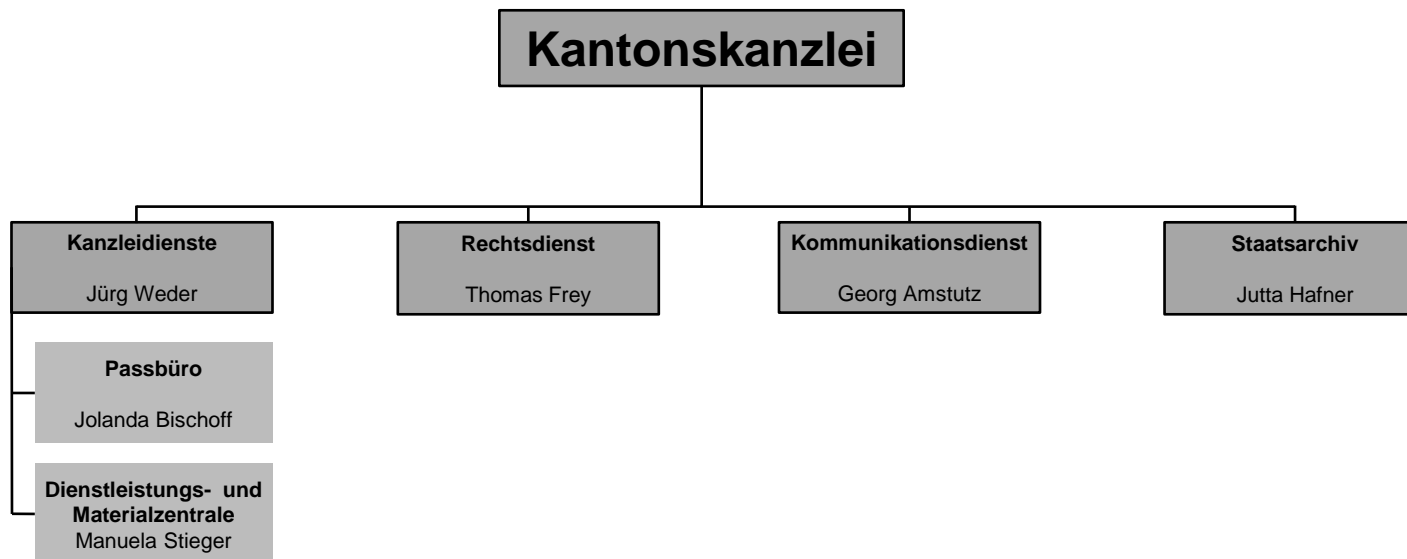 Kantonskanzlei
Kanzleidienste
Jürg Weder
Rechtsdienst
Thomas Frey
Kommunikationsdienst
Georg Amstutz
Staatsarchiv
Jutta Hafner
Passbüro
Jolanda Bischoff
Dienstleistungs- und
Materialzentrale
Manuela Stieger